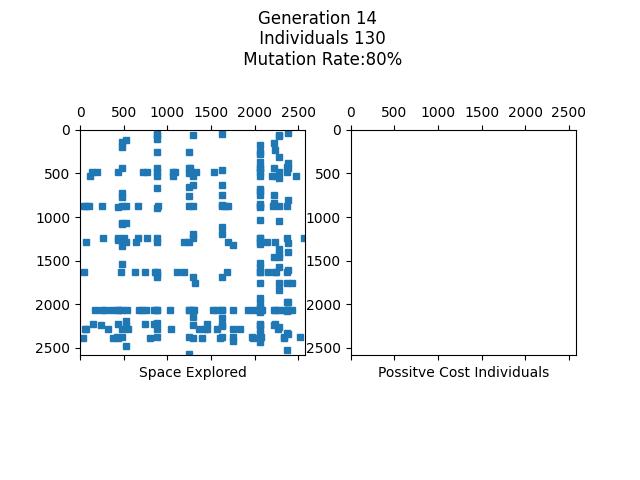 Generation 14
Individuals 130
Mutation Rate:80%
0 500 1000 1500 2000 2500
0 500 1000 1500 2000 2500
0
500
1000
1500
2000
2500
0
500
1000
1500
2000
2500
Space Explored
Possitve Cost Individuals